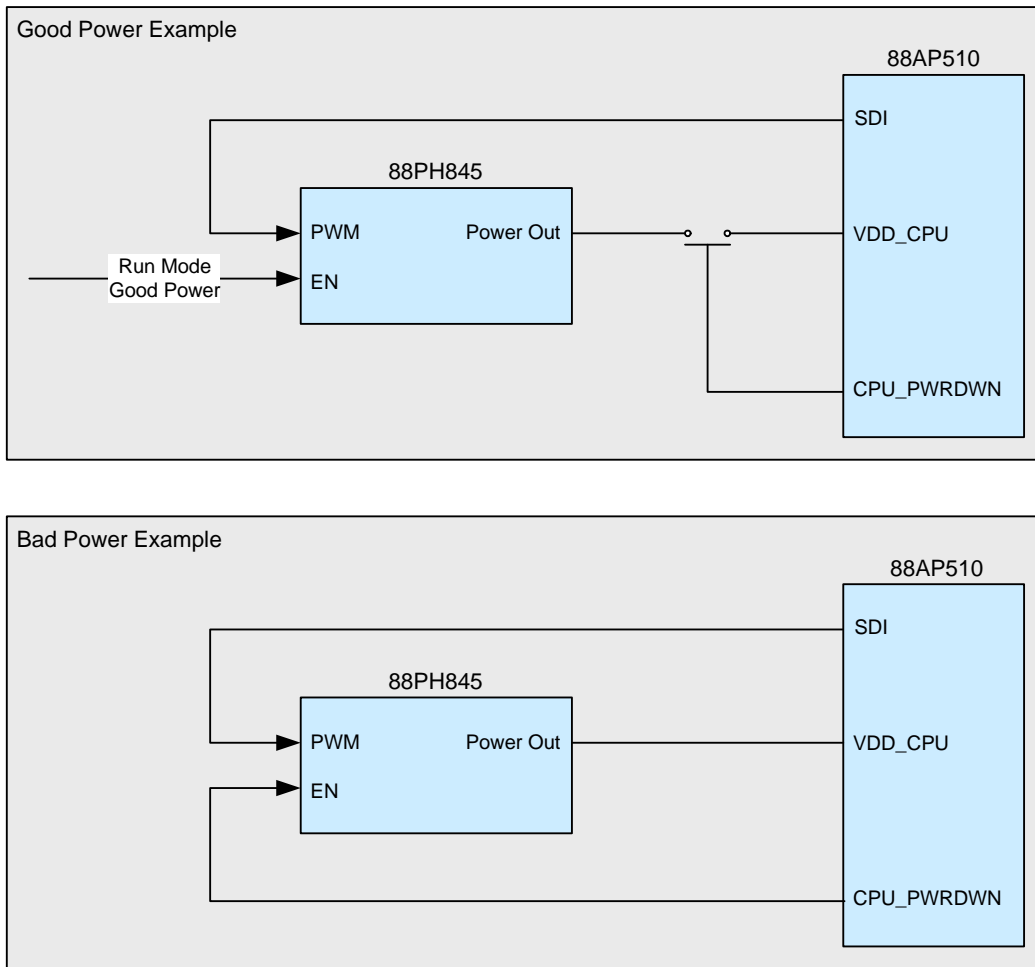 Good Power Example
88AP510
SDI
88PH845
PWM
Power Out
VDD_CPU
Run Mode
Good Power
EN
CPU_PWRDWN
Bad Power Example
88AP510
SDI
88PH845
PWM
Power Out
VDD_CPU
EN
CPU_PWRDWN